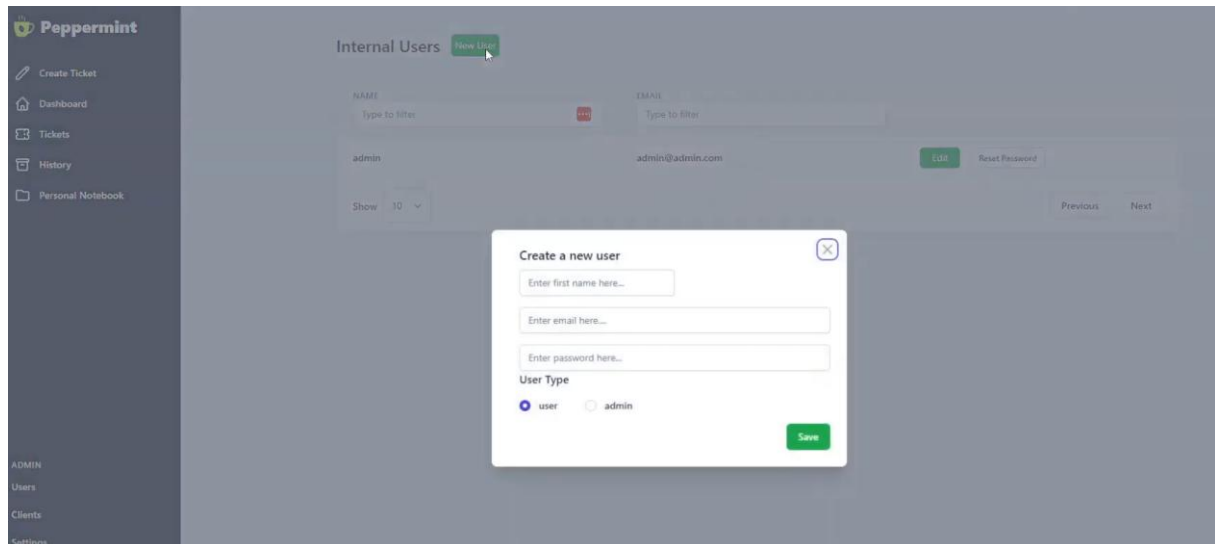 Peppermint
Create Ticket
Dashboard
Tickets
History
Personal Notebook
ADMIN
Users
Clients
Settings
Internal Users New User
NAME EMAIL
Type to filter Type to filter
admin admin@admin.com Edit Reset Password
Show 10 Previous Next
Create a new user
Enter first name here...
Enter email here...
Enter password here...
User Type
user admin
Save